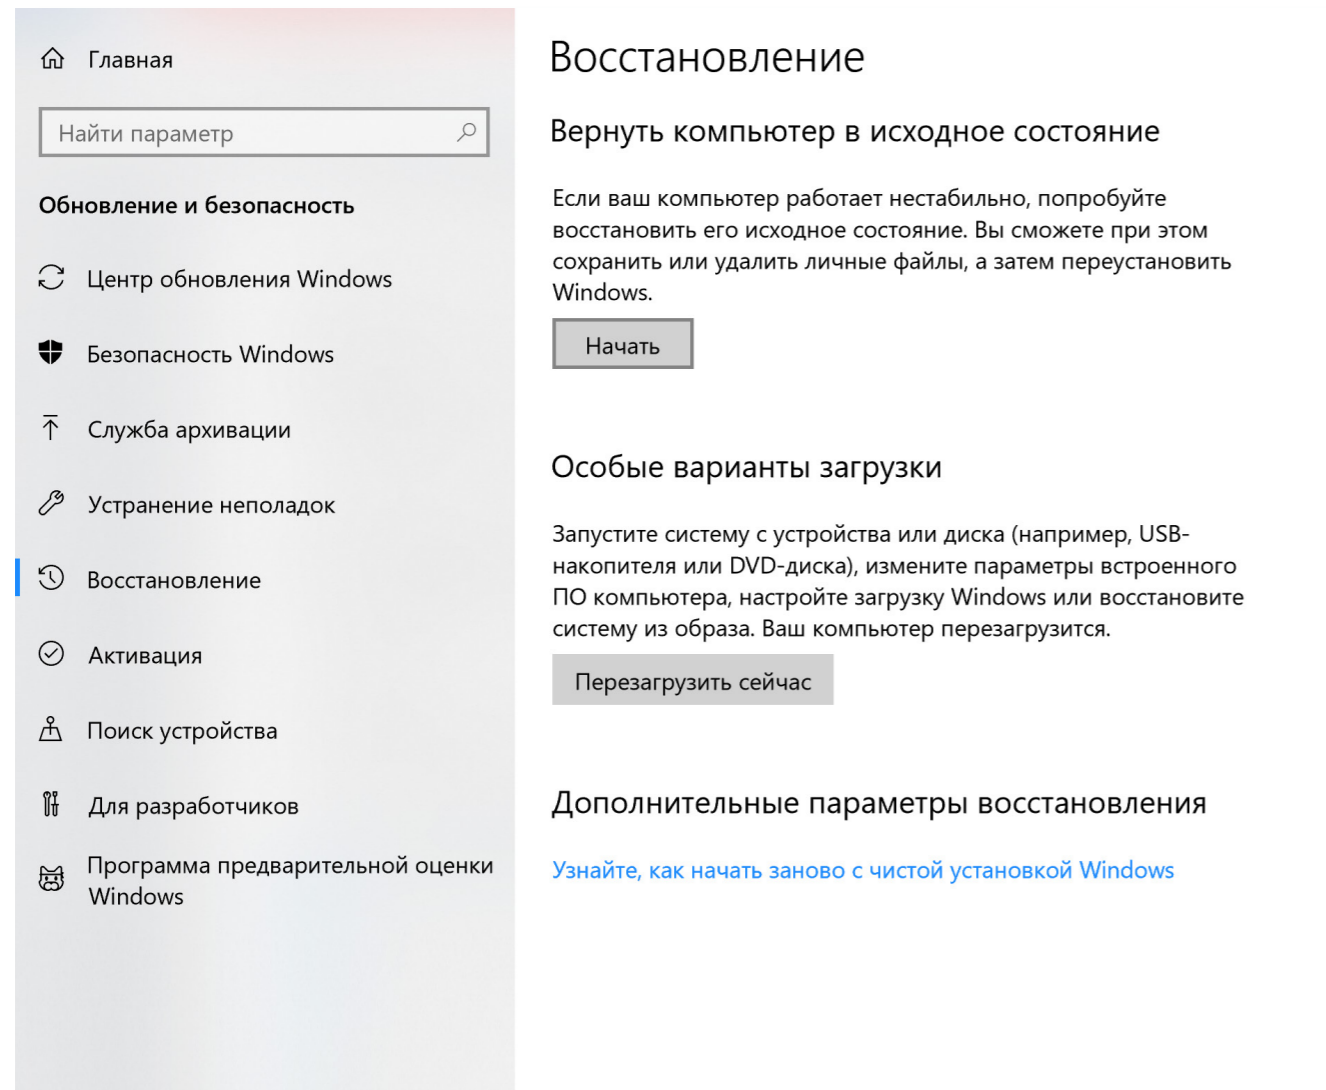 Главная
Найти параметр
Обновление и безопасность
Центр обновления Windows
Безопасность Windows
Служба архивации
Устранение неполадок
Восстановление
Активация
Поиск устройства
Для разработчиков
Программа предварительной оценки
Windows
Восстановление
Вернуть компьютер в исходное состояние
Если ваш компьютер работает нестабильно, попробуйте
восстановить его исходное состояние. Вы сможете при этом
сохранить или удалить личные файлы, а затем переустановить
Windows.
Начать
Особые варианты загрузки
Запустите систему с устройства или диска (например, USB-
накопителя или DVD-диска), измените параметры встроенного
ПО компьютера, настройте загрузку Windows или восстановите
систему из образа. Ваш компьютер перезагрузится.
Перезагрузить сейчас
Дополнительные параметры восстановления
Узнайте, как начать заново с чистой установкой Windows